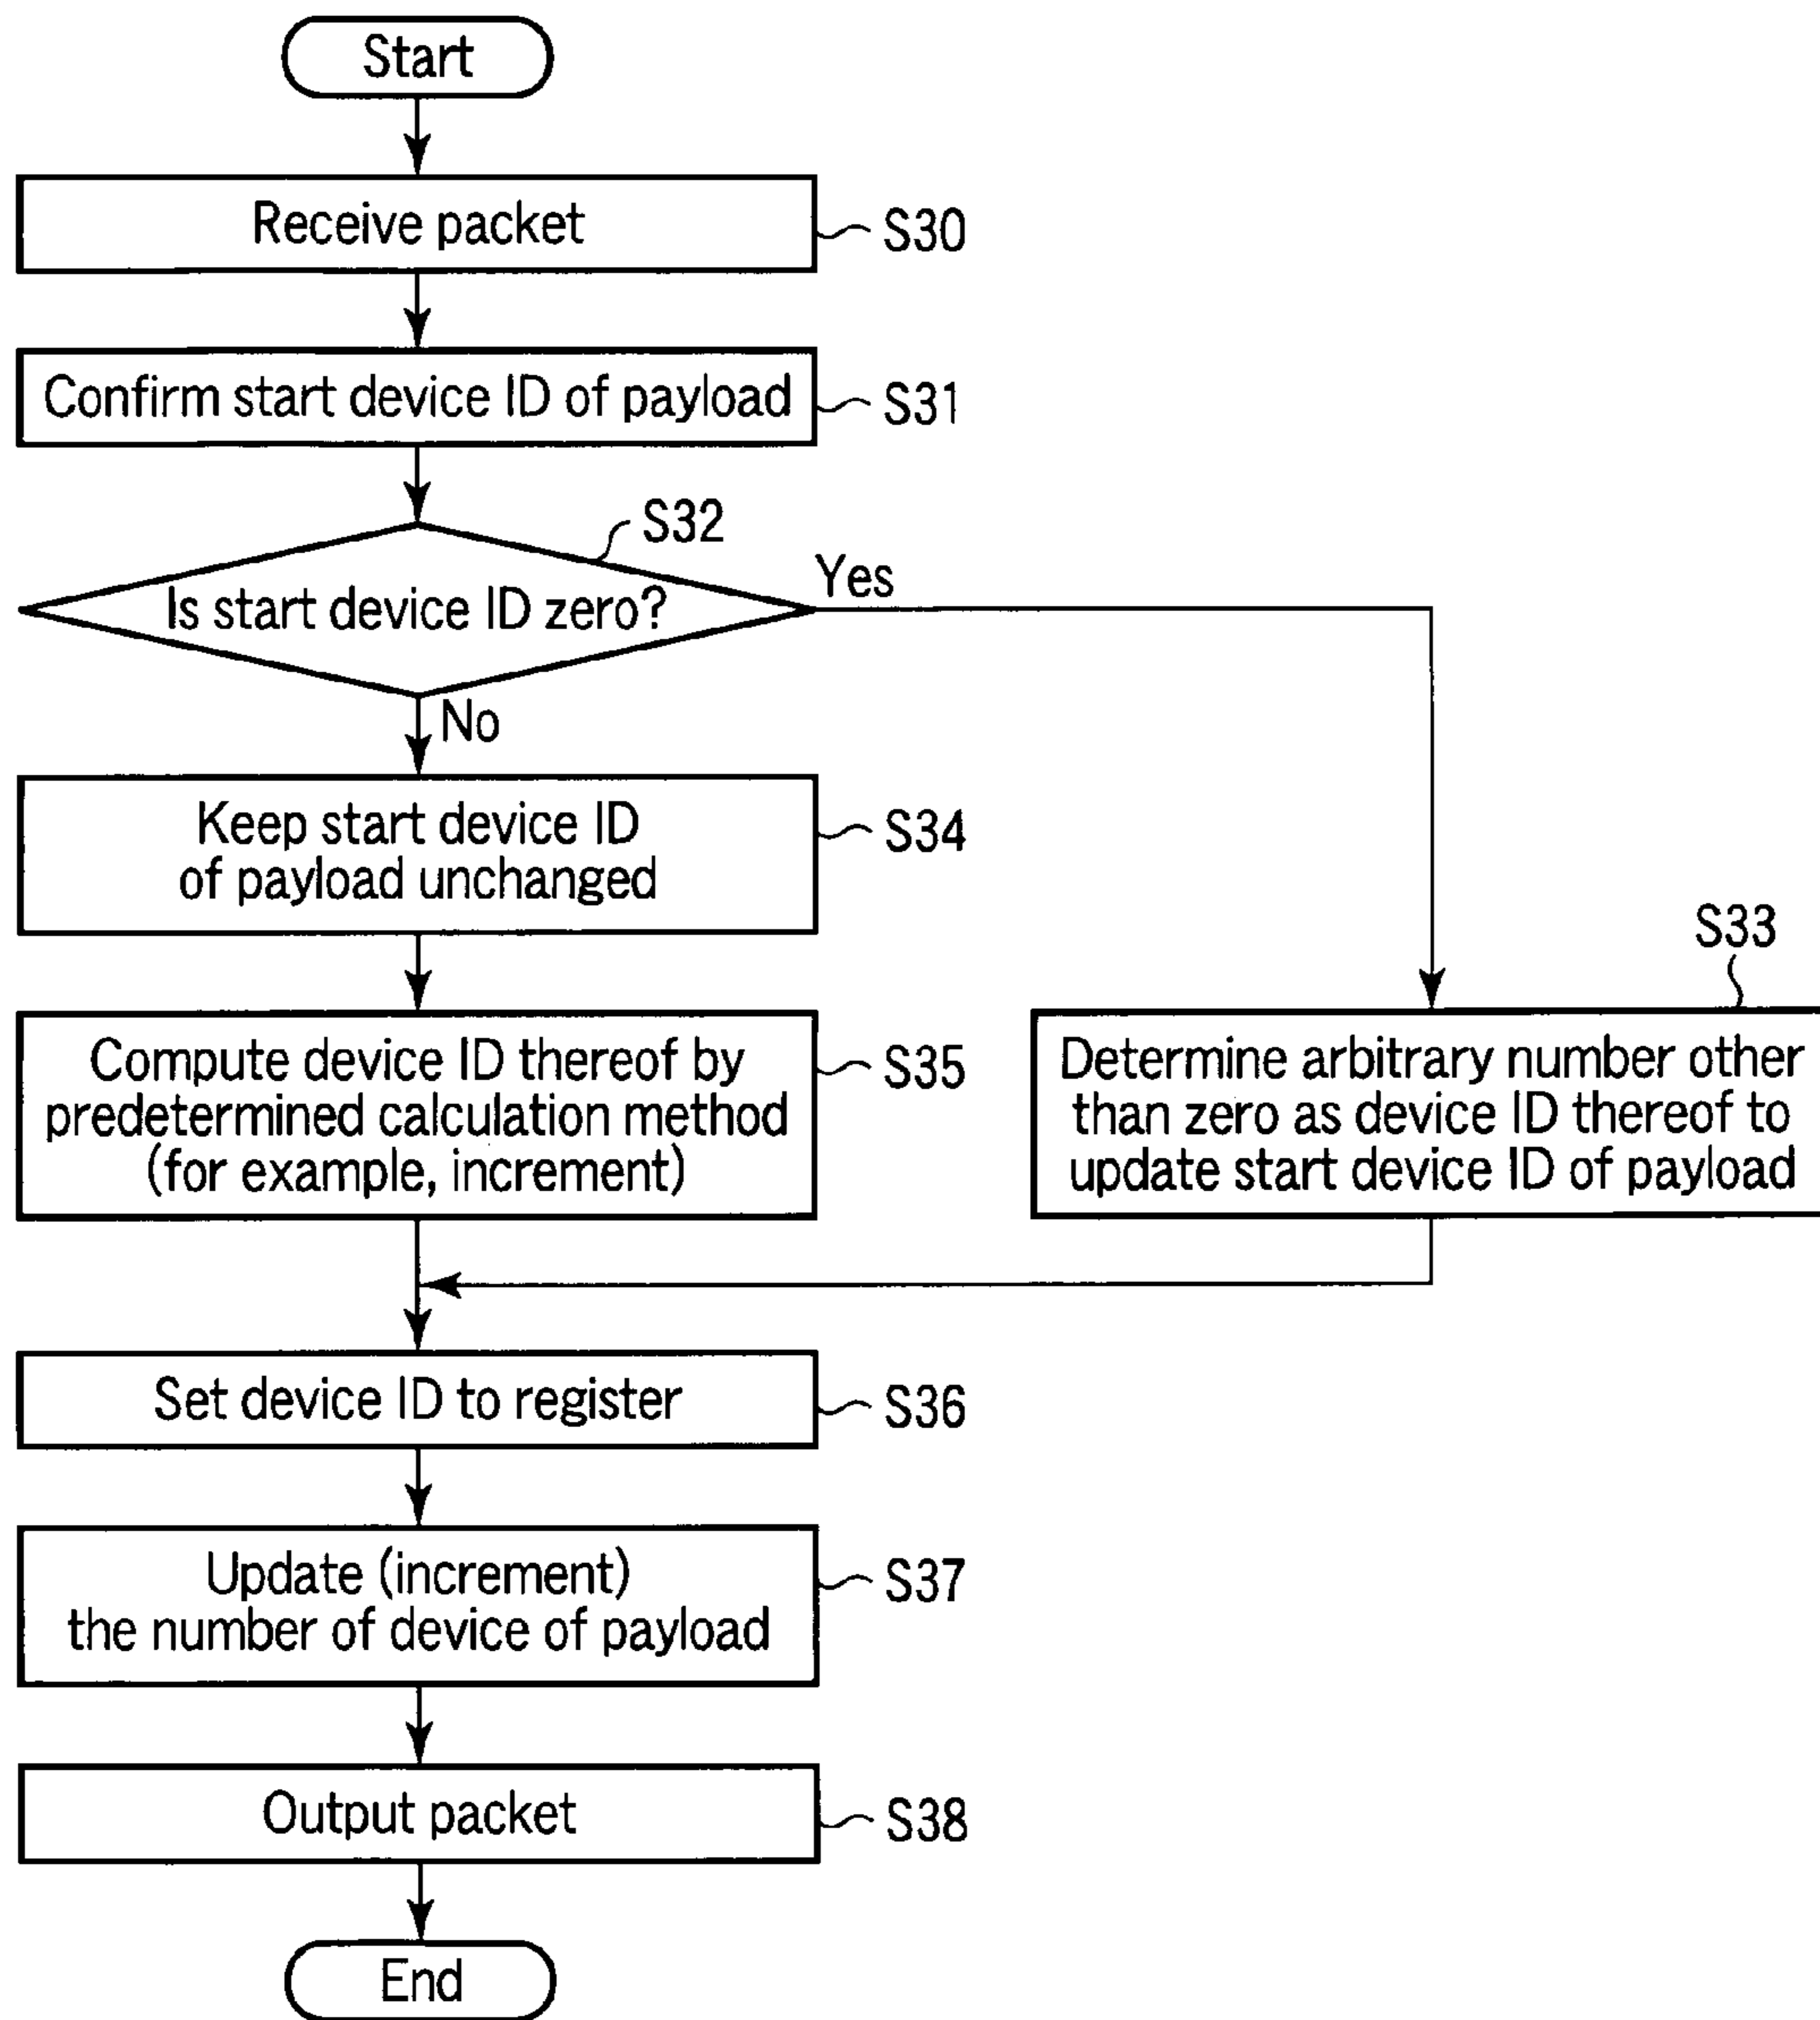 Start
Receive packet
S30
Confirm start device ID of payload
S31
S32
Is start device ID zero?
Yes
No
Keep start device ID
of payload unchanged
S34
S33
Compute device ID thereof by
predetermined calculation method
(for example, increment)
S35
Determine arbitrary number other
than zero as device ID thereof to
update start device ID of payload
Set device ID to register
S36
Update (increment)
the number of device of payload
S37
Output packet
S38
End